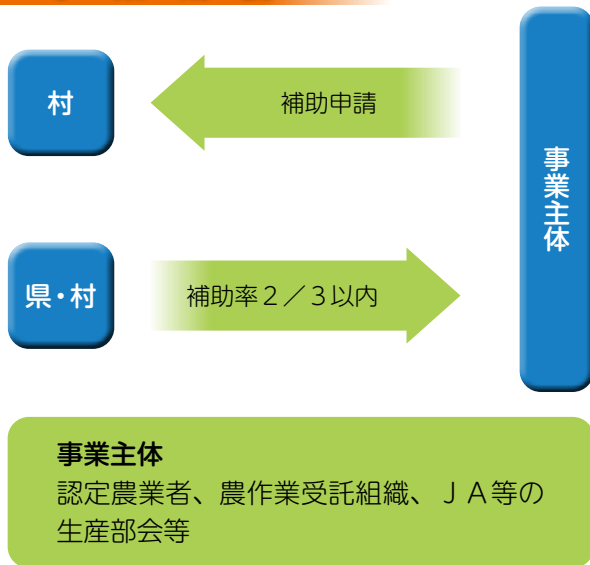 村
補助申請
事業主体
県・村
補助率２／３以内
事業主体
認定農業者、農作業受託組織、ＪＡ等の
生産部会等